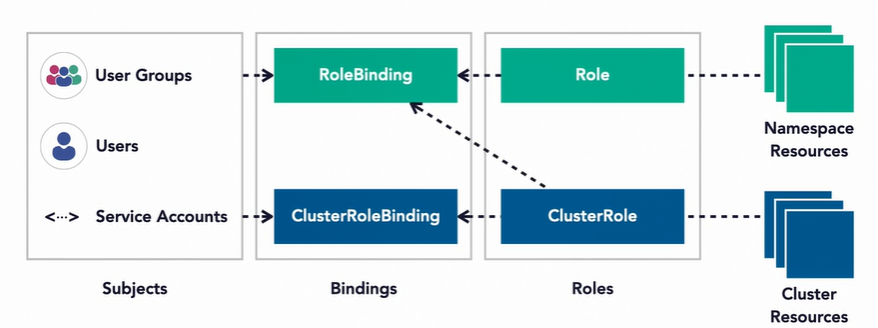 User Groups
RoleBinding
Role
Namespace
Resources
Users
Service Accounts
ClusterRoleBinding
ClusterRole
Cluster
Resources
Subjects
Bindings
Roles